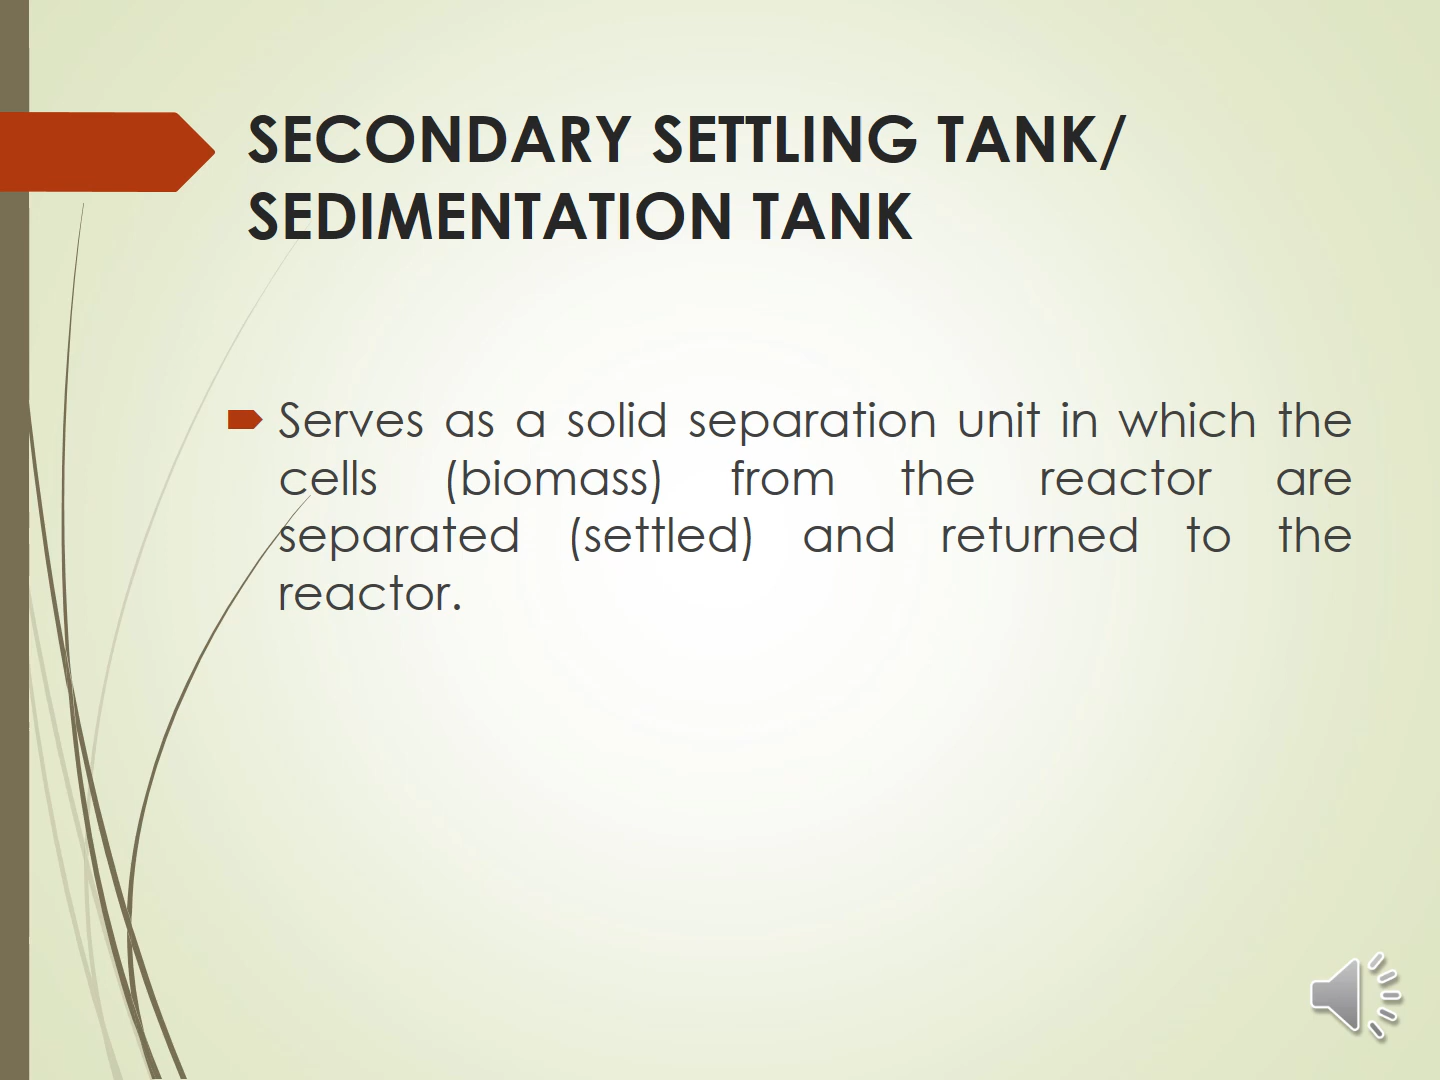 SECONDARY SETTLING TANK/
SEDIMENTATION TANK
Serves as a solid separation unit in which the
cells (biomass) from the reactor are
separated (settled) and returned to the
reactor.